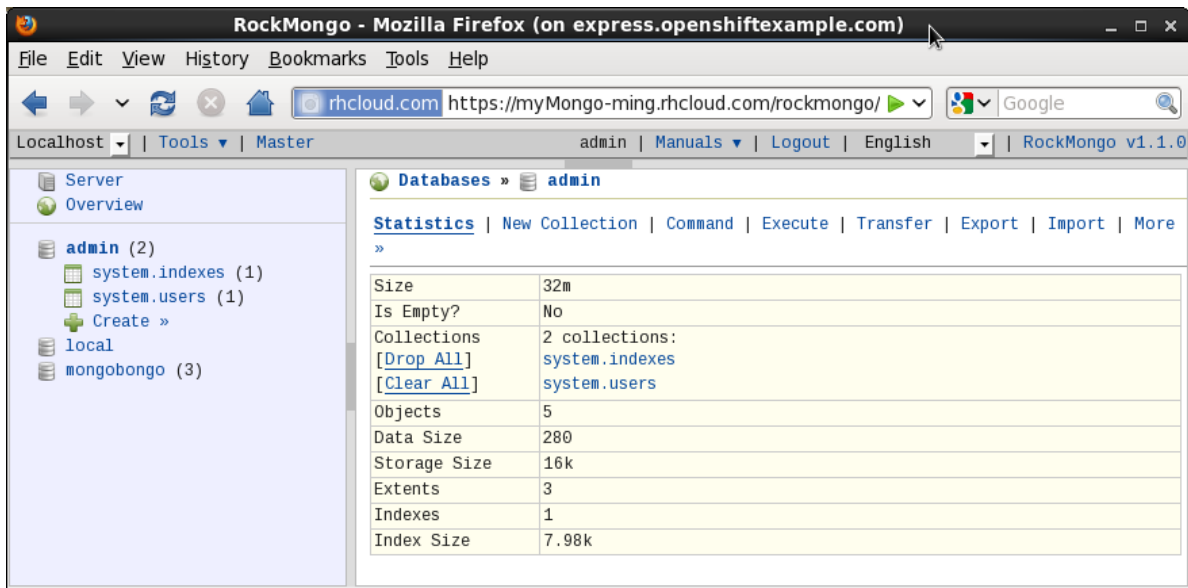 RockMongo - Mozilla Firefox (on express.openshiftexample.com)
File Edit View History Bookmarks Tools Help
rhcloud.com https://myMongo-ming.rhcloud.com/rockmongo/ Google
Localhost | Tools ▾ | Master admin | Manuals ▾ | Logout | English | RockMongo v1.1.0
Server
Overview
admin (2)
system.indexes (1)
system.users (1)
Create »
local
mongobongo (3)
Databases » admin
Statistics | New Collection | Command | Execute | Transfer | Export | Import | More
»
Size 32m
Is Empty? No
Collections 2 collections:
[Drop All] system.indexes
[Clear All] system.users
Objects 5
Data Size 280
Storage Size 16k
Extents 3
Indexes 1
Index Size 7.98k